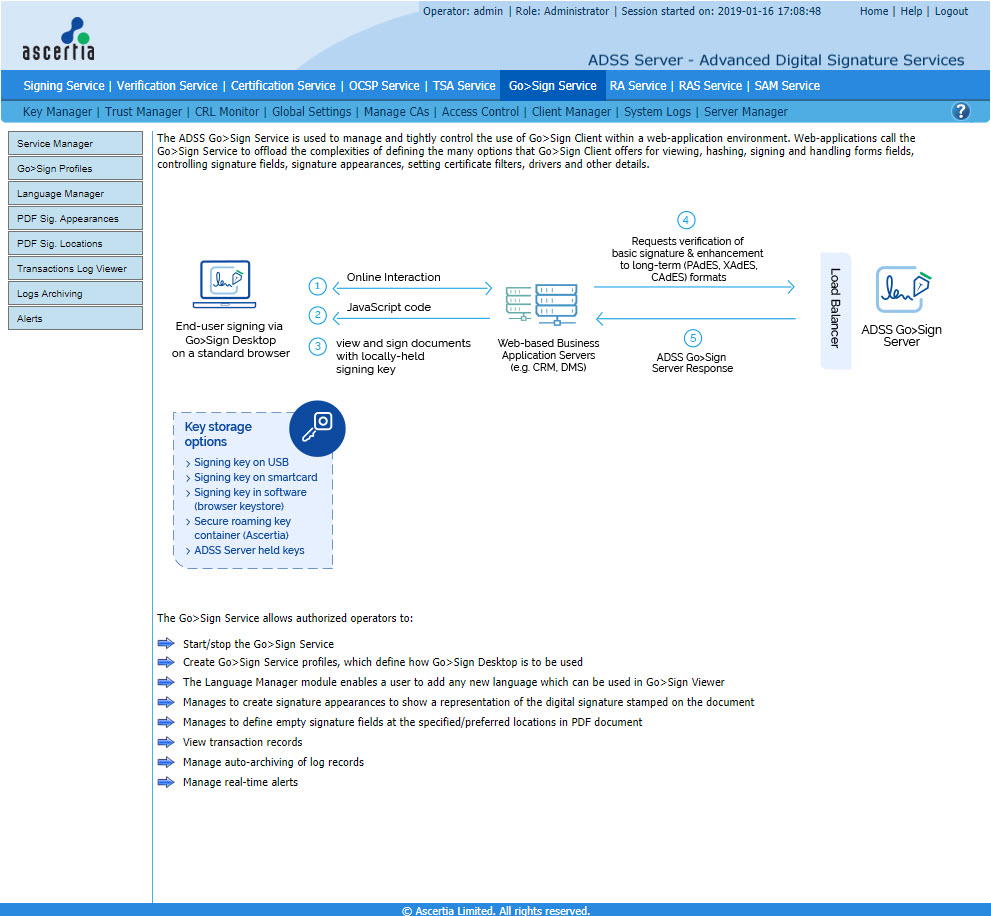 Operator: admin | Role: Administrator | Session started on: 2019-01-16 17:08:48 Home | Help | Logout
ascertia
ADSS Server - Advanced Digital Signature Services
Signing Service | Verification Service | Certification Service | OCSP Service | TSA Service Go>Sign Service RA Service | RAS Service | SAM Service
Key Manager | Trust Manager | CRL Monitor | Global Settings | Manage CAs | Access Control | Client Manager | System Logs | Server Manager ?
Service Manager
Go>Sign Profiles
Language Manager
PDF Sig. Appearances
PDF Sig. Locations
Transactions Log Viewer
Logs Archiving
Alerts
The ADSS Go>Sign Service is used to manage and tightly control the use of Go>Sign Client within a web-application environment. Web-applications call the
Go>Sign Service to offload the complexities of defining the many options that Go>Sign Client offers for viewing, hashing, signing and handling forms fields,
controlling signature fields, signature appearances, setting certificate filters, drivers and other details.
End-user signing via
Go>Sign Desktop
on a standard browser
1 Online Interaction
2 JavaScript code
3 view and sign documents
with locally-held
signing key
Web-based Business
Application Servers
(e.g. CRM, DMS)
4
Requests verification of
basic signature & enhancement
to long-term (PAdES, XAdES,
CAdES) formats
5
ADSS Go>Sign
Server Response
Load Balancer
ADSS Go>Sign
Server
Key storage
options
› Signing key on USB
› Signing key on smartcard
› Signing key in software
(browser keystore)
› Secure roaming key
container (Ascertia)
› ADSS Server held keys
The Go>Sign Service allows authorized operators to:
Start/stop the Go>Sign Service
Create Go>Sign Service profiles, which define how Go>Sign Desktop is to be used
The Language Manager module enables a user to add any new language which can be used in Go>Sign Viewer
Manages to create signature appearances to show a representation of the digital signature stamped on the document
Manages to define empty signature fields at the specified/preferred locations in PDF document
View transaction records
Manage auto-archiving of log records
Manage real-time alerts
© Ascertia Limited. All rights reserved.